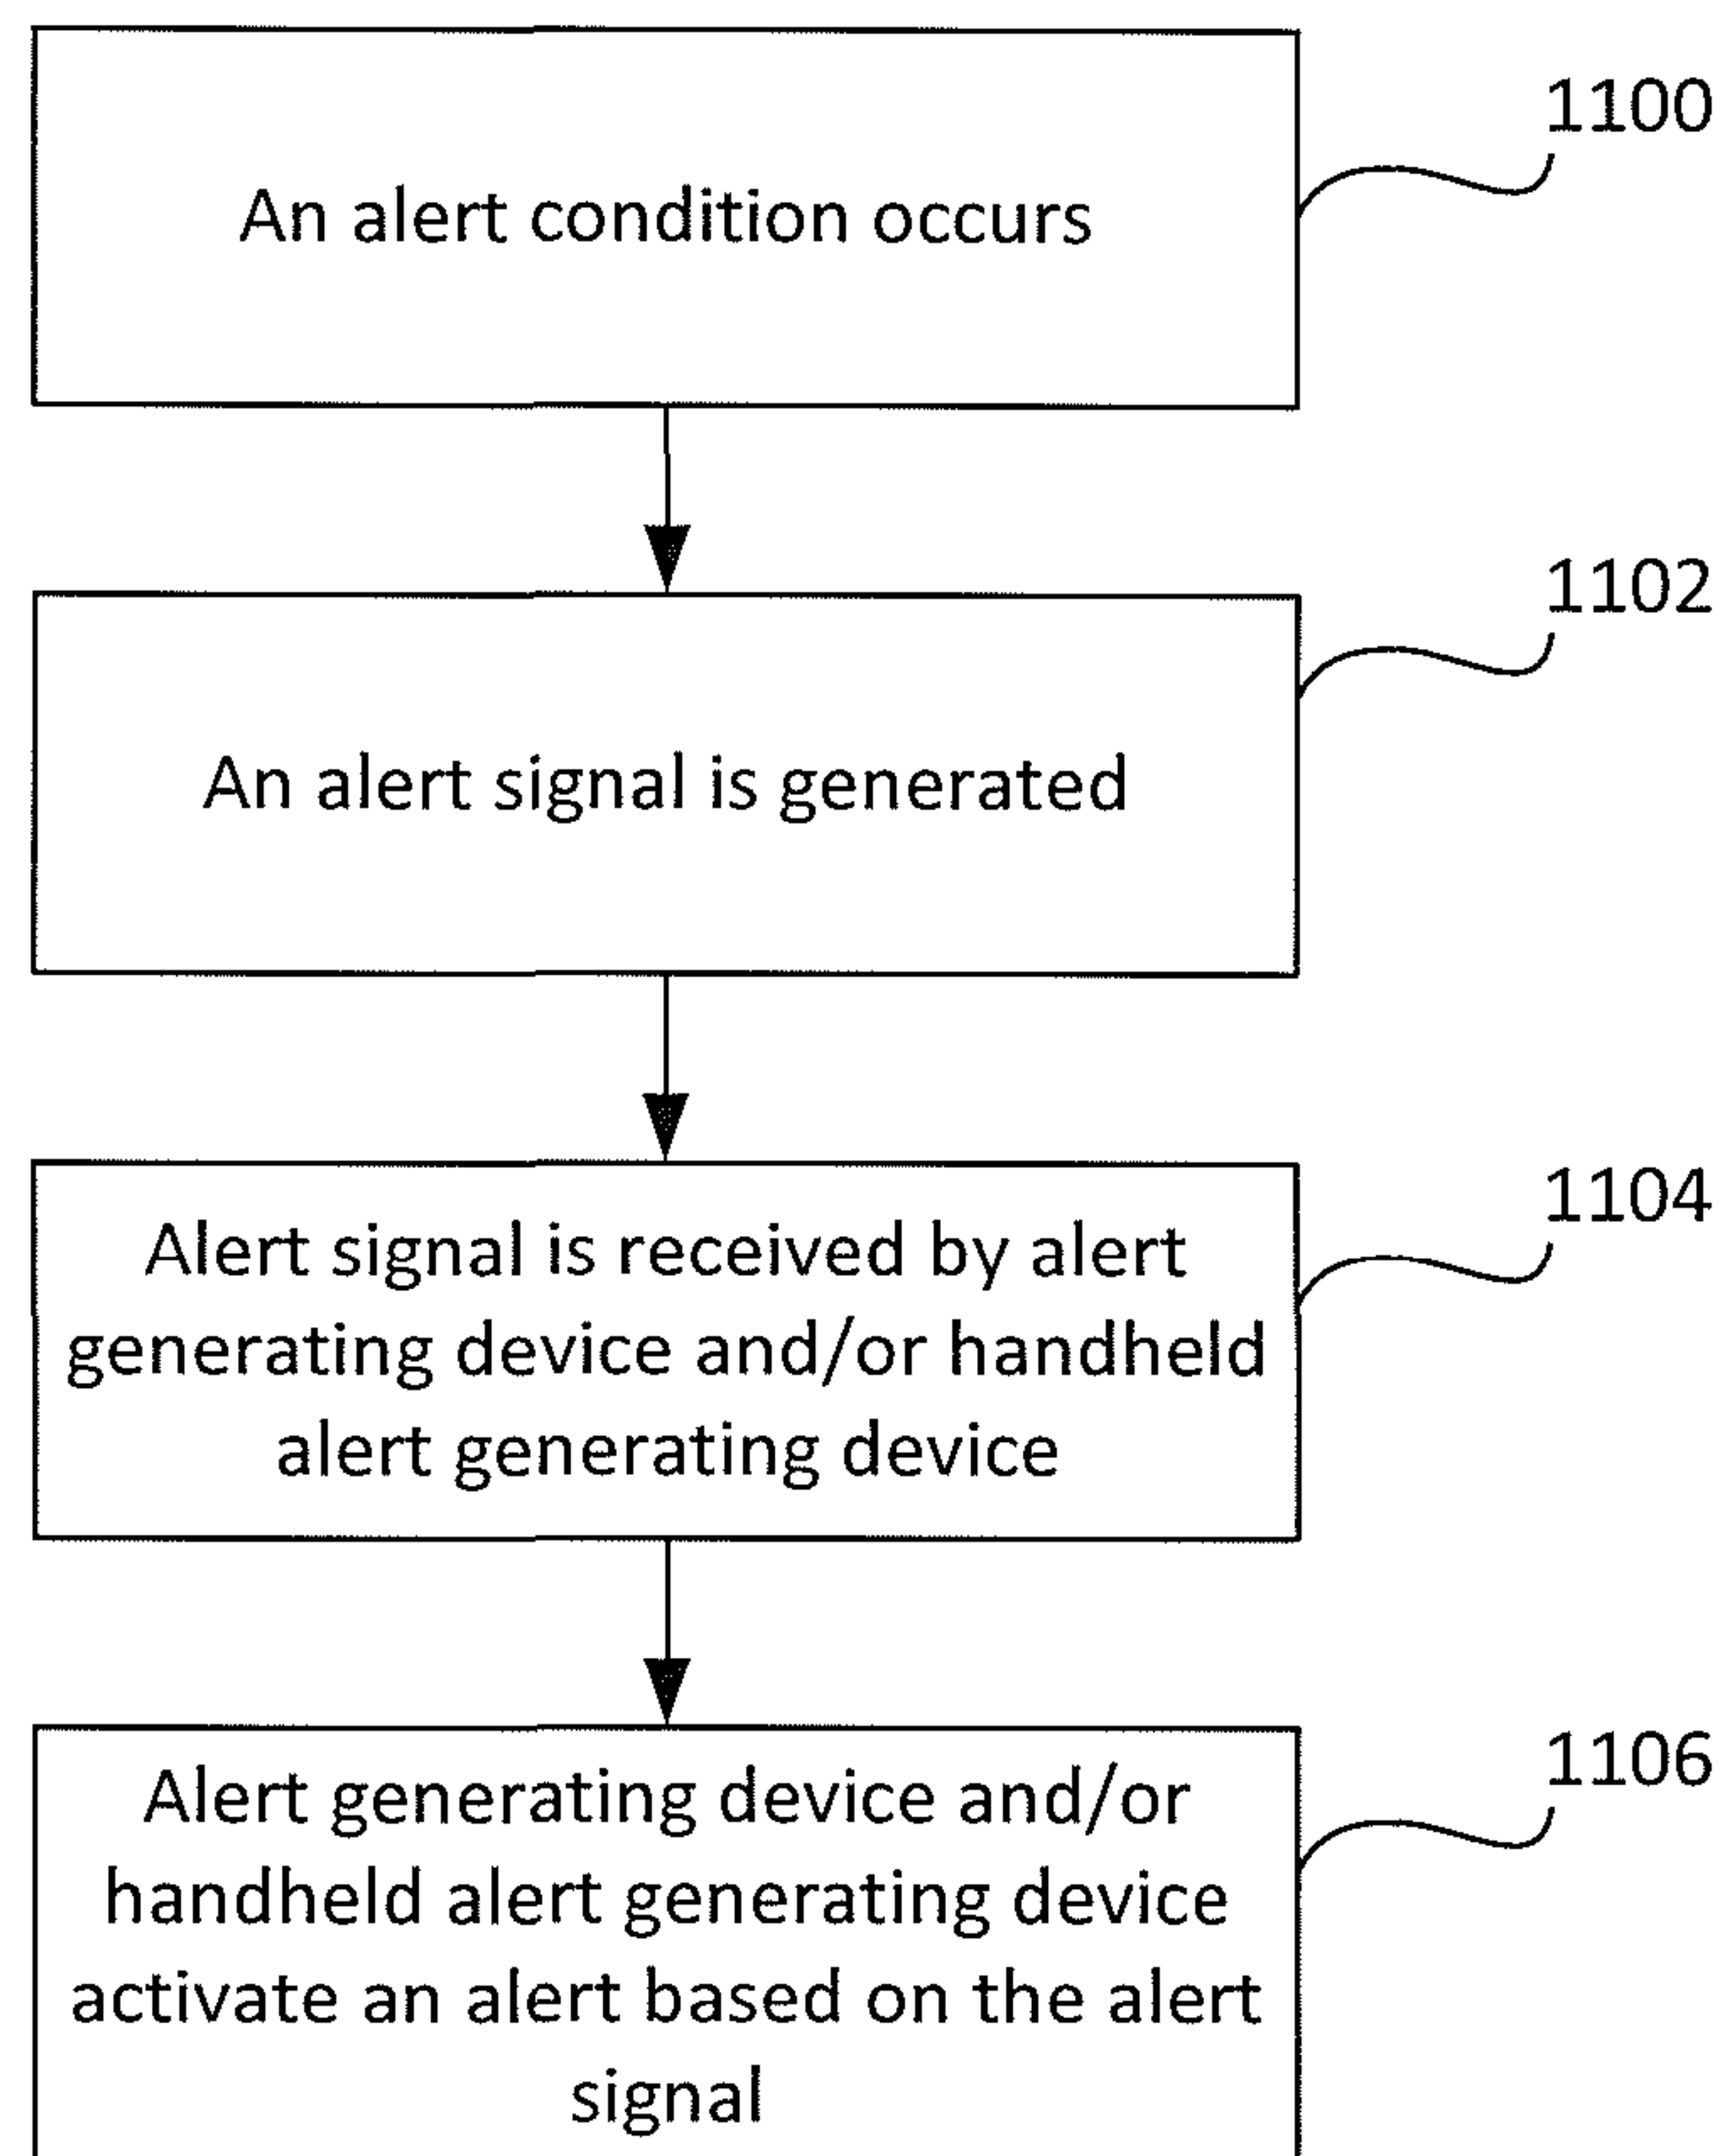 1100
An alert condition occurs
1102
An alert signal is generated
1104
Alert signal is received by alert
generating device and/or handheld
alert generating device
1106
Alert generating device and/or
handheld alert generating device
activate an alert based on the alert
signal